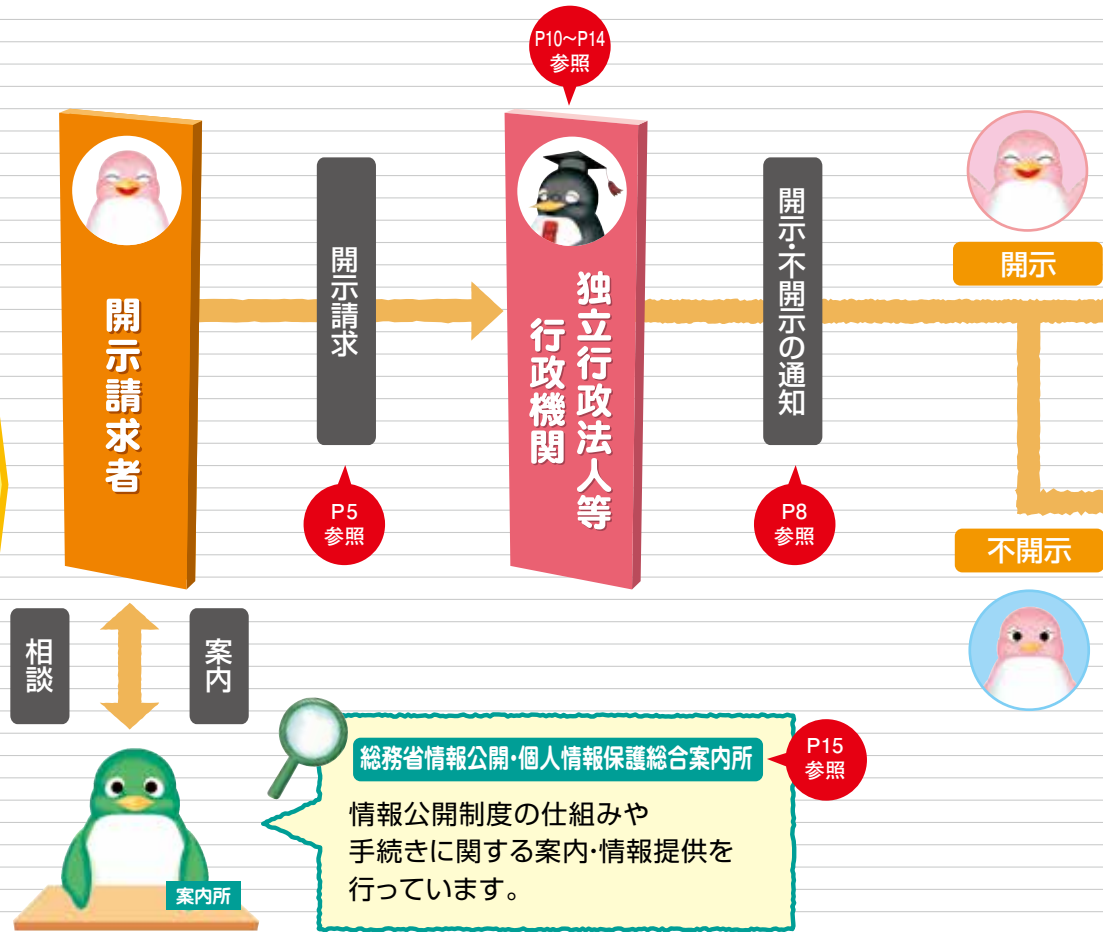 P10～P14
参照
開示請求者
開示請求
P5
参照
独立行政法人等
行政機関
開示・不開示の通知
P8
参照
開示
不開示
相談
案内
案内所
総務省情報公開・個人情報保護総合案内所
P15
参照
情報公開制度の仕組みや
手続きに関する案内・情報提供を
行っています。